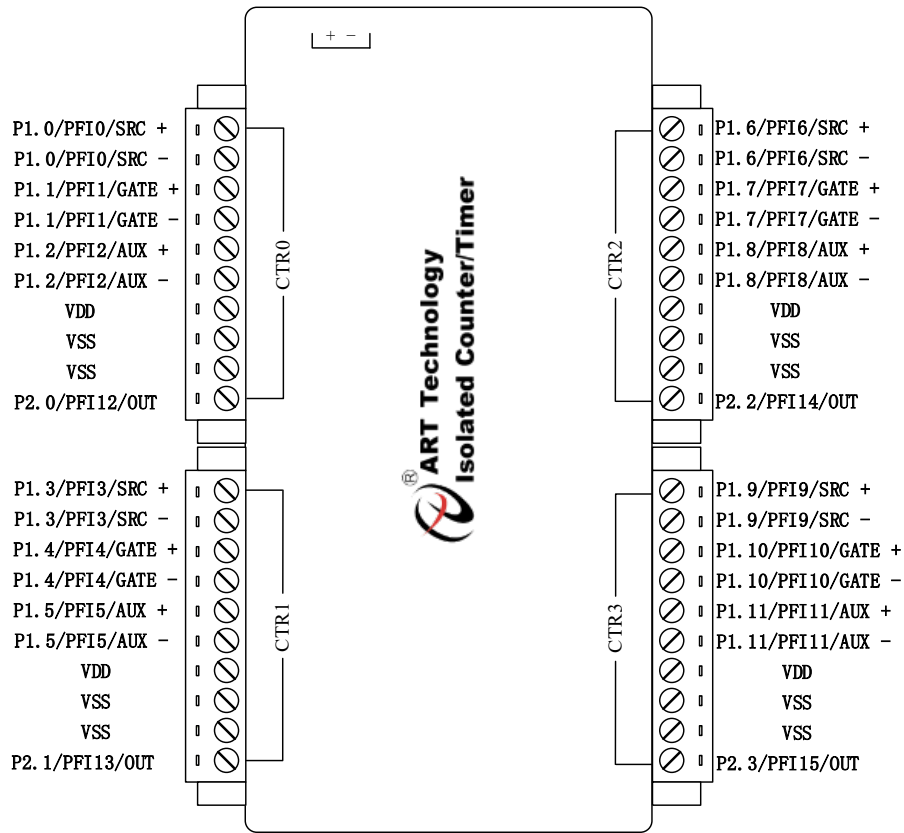 + -
P1.0/PFI0/SRC +
P1.0/PFI0/SRC -
P1.1/PFI1/GATE +
P1.1/PFI1/GATE -
P1.2/PFI2/AUX +
P1.2/PFI2/AUX -
VDD
VSS
VSS
P2.0/PFI12/OUT
CTR0
P1.3/PFI3/SRC +
P1.3/PFI3/SRC -
P1.4/PFI4/GATE +
P1.4/PFI4/GATE -
P1.5/PFI5/AUX +
P1.5/PFI5/AUX -
VDD
VSS
VSS
P2.1/PFI13/OUT
CTR1
® ART Technology
Isolated Counter/Timer
CTR2
P1.6/PFI6/SRC +
P1.6/PFI6/SRC -
P1.7/PFI7/GATE +
P1.7/PFI7/GATE -
P1.8/PFI8/AUX +
P1.8/PFI8/AUX -
VDD
VSS
VSS
P2.2/PFI14/OUT
CTR3
P1.9/PFI9/SRC +
P1.9/PFI9/SRC -
P1.10/PFI10/GATE +
P1.10/PFI10/GATE -
P1.11/PFI11/AUX +
P1.11/PFI11/AUX -
VDD
VSS
VSS
P2.3/PFI15/OUT